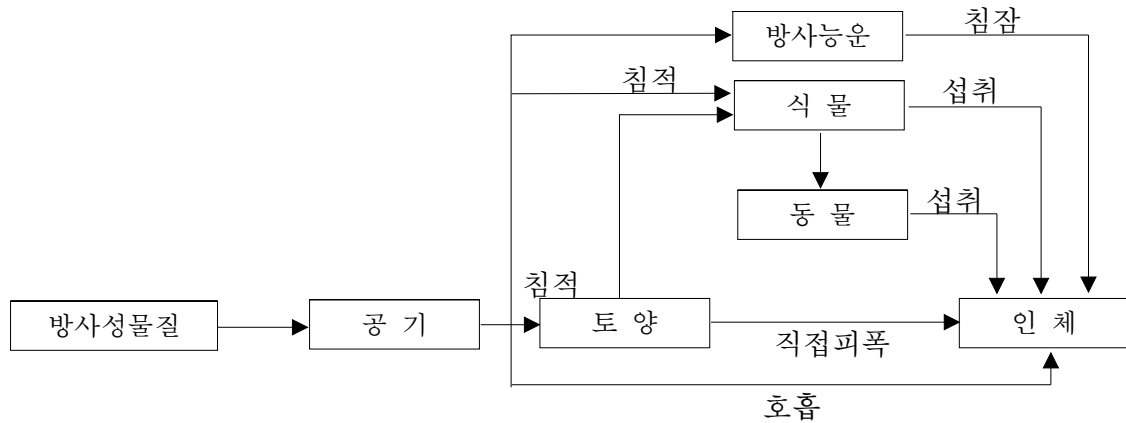 방사능운
침잠
침적
식 물
섭취
동 물
섭취
침적
방사성물질
공 기
토 양
직접피폭
인 체
호흡